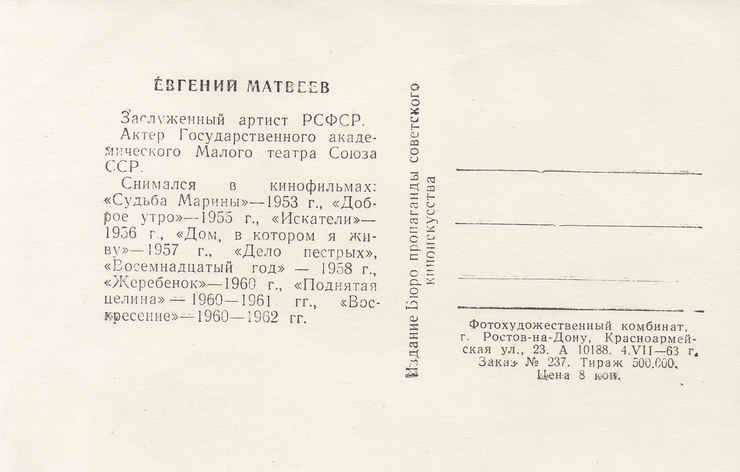 ЕВГЕНИЙ МАТВЕЕВ
Заслуженный артист РСФСР.
Актер Государственного акаде-
мического Малого театра Союза
ССР.
Снимался в кинофильмах:
«Судьба Марины»—1953 г., «Доб-
рое утро»—1955 г., «Искатели»—
1956 г., «Дом, в котором я жи-
ву»—1957 г., «Дело пестрых»,
«Восемнадцатый год» — 1958 г.,
«Жеребенок»—1960 г., «Поднятая
целина» — 1960—1961 гг., «Вос-
кресение»—1960—1962 гг.
Издание Бюро пропаганды советского
киноискусства
Фотохудожественный комбинат,
г. Ростов-на-Дону, Красноармей-
ская ул., 23. А 10188. 4.VII—63 г.
Заказ № 237. Тираж 500.000.
Цена 8 коп.